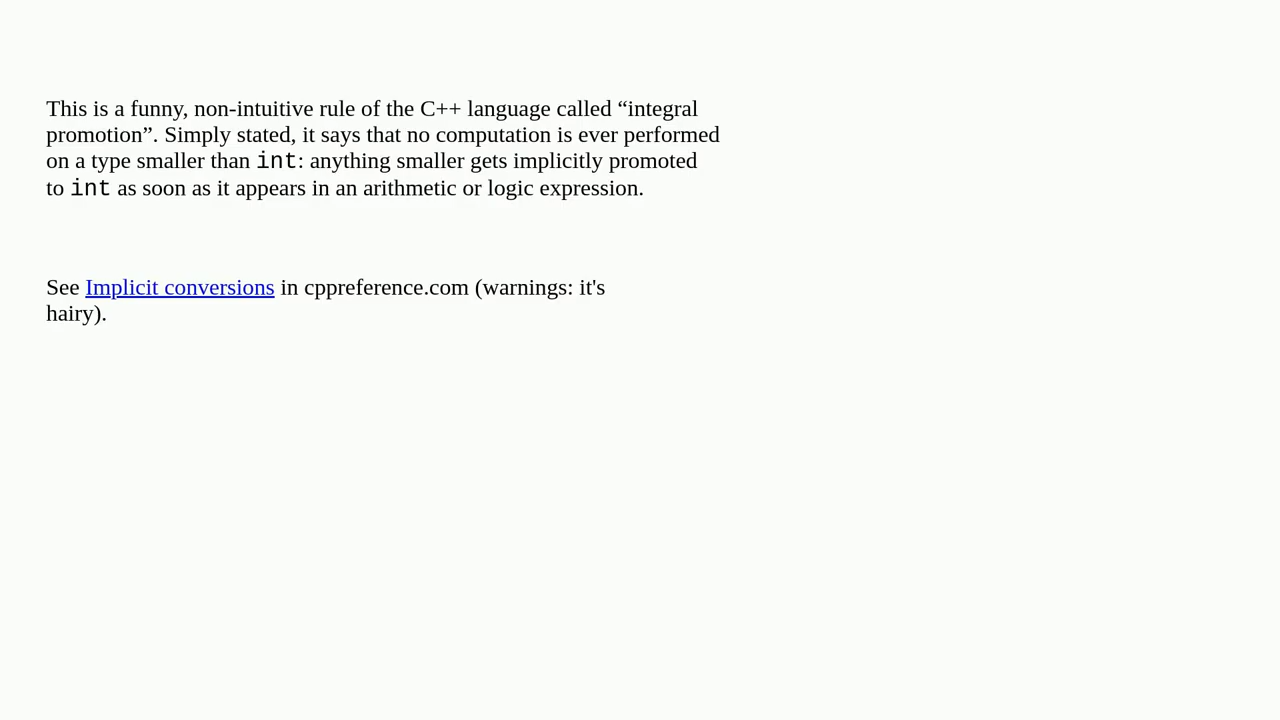 This is a funny, non-intuitive rule of the C++ language called “integral
promotion”. Simply stated, it says that no computation is ever performed
on a type smaller than int: anything smaller gets implicitly promoted
to int as soon as it appears in an arithmetic or logic expression.
See Implicit conversions in cppreference.com (warnings: it's
hairy).